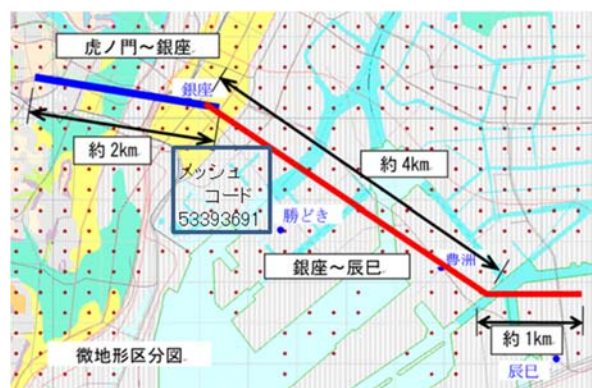 虎ノ門～銀座
銀座
約 2km
約 4km
メッシュ
コード
53393691
勝どき
銀座～辰巳
豊洲
約 1km
微地形区分図
辰巳